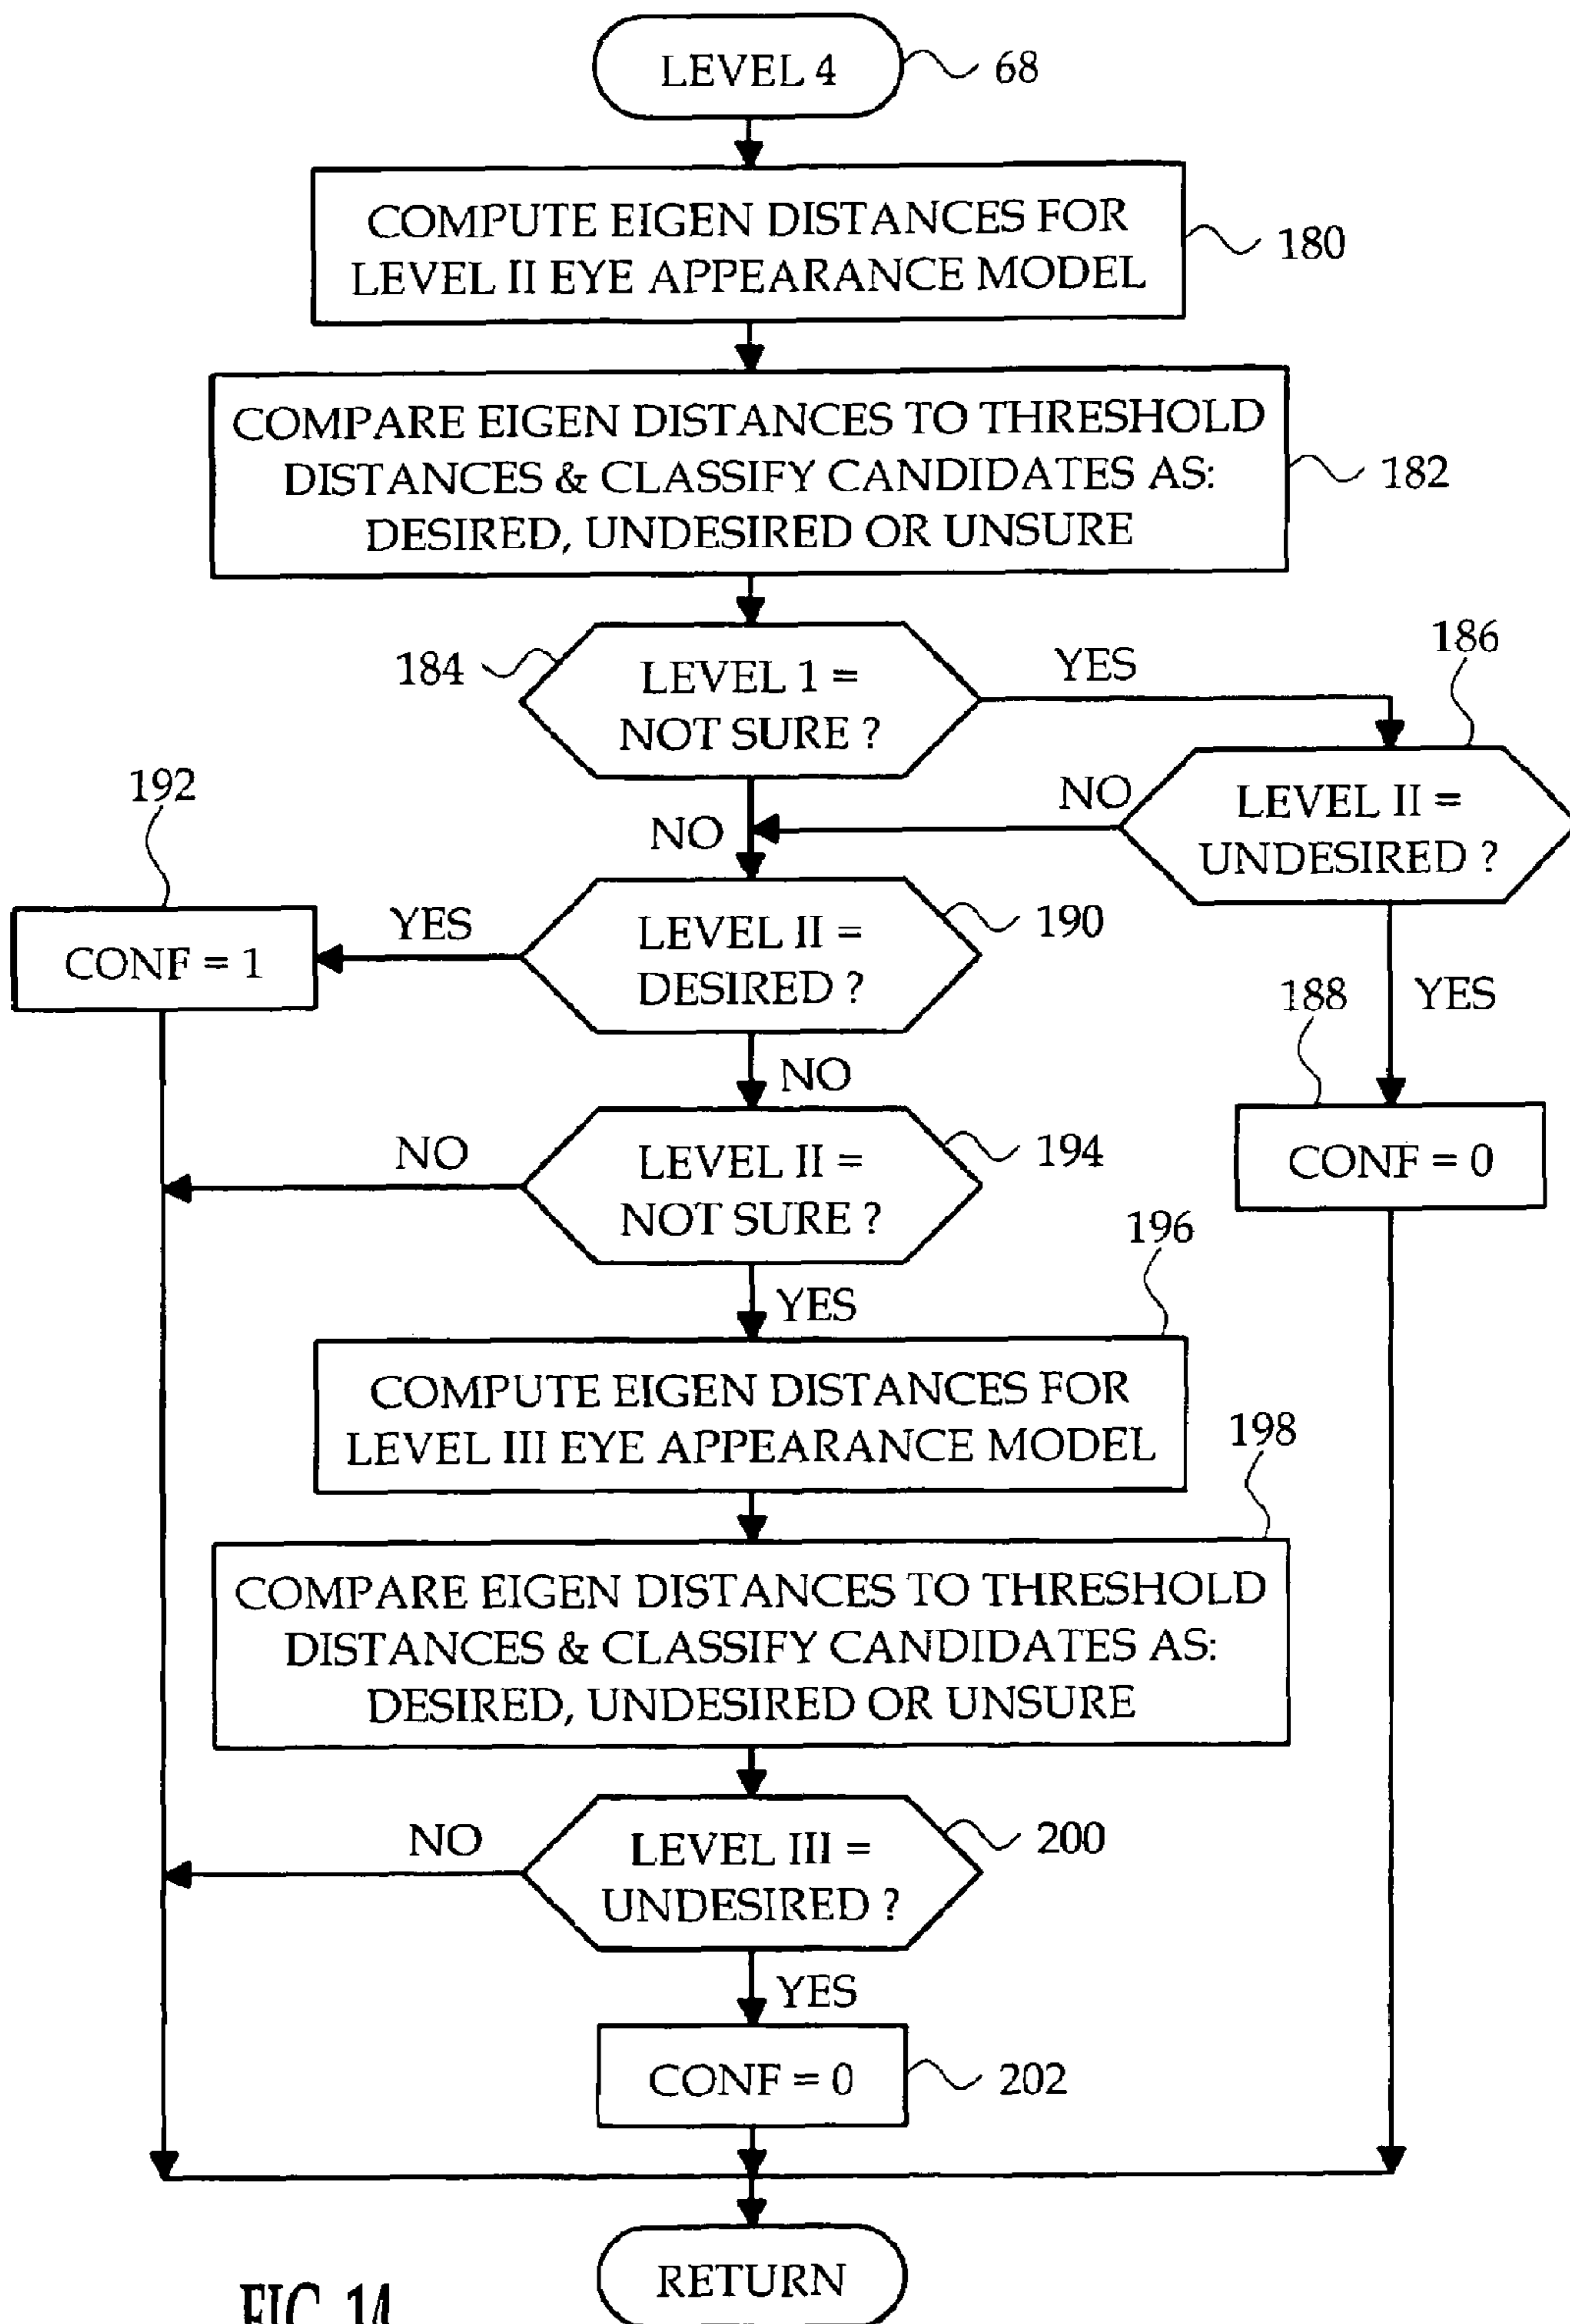 LEVEL 4
68
COMPUTE EIGEN DISTANCES FOR
LEVEL II EYE APPEARANCE MODEL
180
COMPARE EIGEN DISTANCES TO THRESHOLD
DISTANCES & CLASSIFY CANDIDATES AS:
DESIRED, UNDESIRED OR UNSURE
182
184
LEVEL 1 =
NOT SURE ?
YES
186
LEVEL II =
UNDESIRED ?
NO
NO
192
CONF = 1
YES
LEVEL II =
DESIRED ?
190
YES
188
CONF = 0
NO
LEVEL II =
NOT SURE ?
194
NO
YES
196
COMPUTE EIGEN DISTANCES FOR
LEVEL III EYE APPEARANCE MODEL
198
COMPARE EIGEN DISTANCES TO THRESHOLD
DISTANCES & CLASSIFY CANDIDATES AS:
DESIRED, UNDESIRED OR UNSURE
NO
LEVEL III =
UNDESIRED ?
200
YES
CONF = 0
202
RETURN
FIG. 14